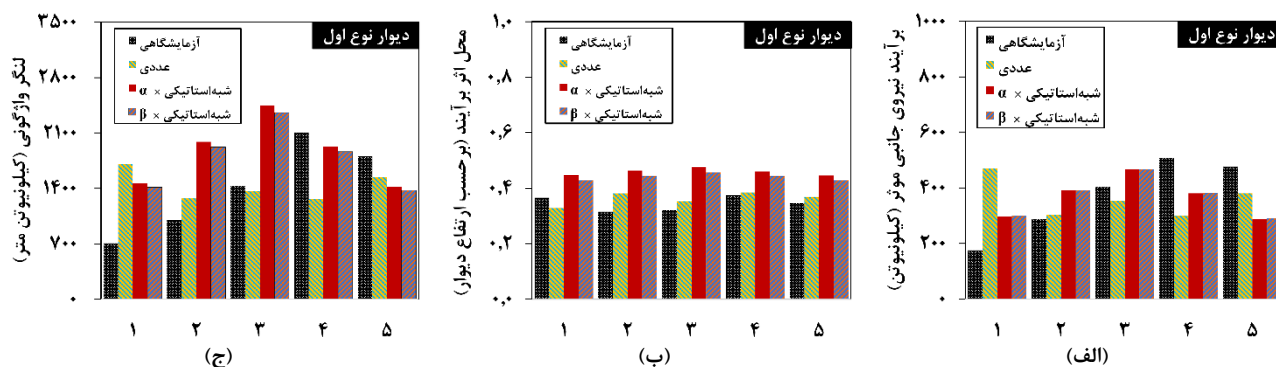 دیوار نوع اول
آزمایشگاهی
عددی
شبه‌استاتیکی × α
شبه‌استاتیکی × β
برآیند نیروی جانبی موثر (کیلونیوتن)
۱۰۰۰
۸۰۰
۶۰۰
۴۰۰
۲۰۰
۰
۱ ۲ ۳ ۴ ۵
(الف)
دیوار نوع اول
آزمایشگاهی
عددی
شبه‌استاتیکی × α
شبه‌استاتیکی × β
محل اثر برآیند (برحسب ارتفاع دیوار)
۱,۰
۰,۸
۰,۶
۰,۴
۰,۲
۰,۰
۱ ۲ ۳ ۴ ۵
(ب)
دیوار نوع اول
آزمایشگاهی
عددی
شبه‌استاتیکی × α
شبه‌استاتیکی × β
لنگر واژگونی (کیلونیوتن متر)
۳۵۰۰
۲۸۰۰
۲۱۰۰
۱۴۰۰
۷۰۰
۰
۱ ۲ ۳ ۴ ۵
(ج)